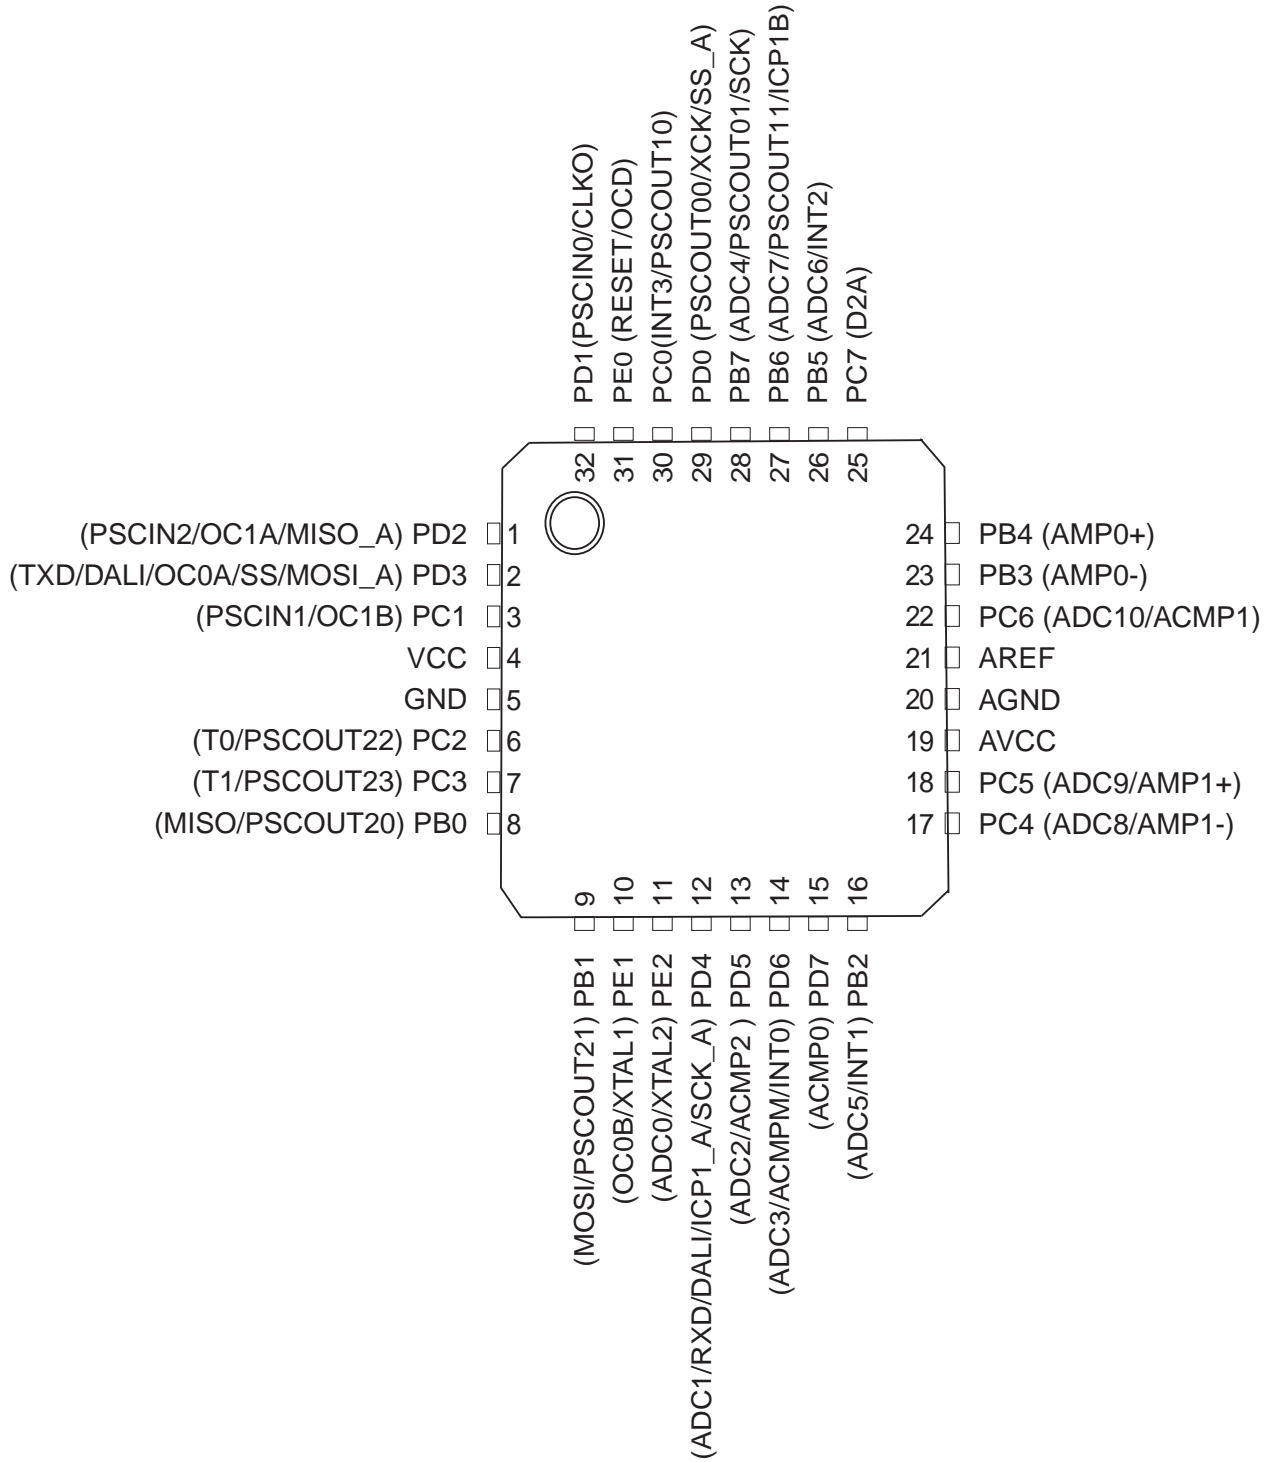 PD1(PSCIN0/CLKO)
PE0 (RESET/OCD)
PC0(INT3/PSCOUT10)
PD0 (PSCOUT00/XCK/SS_A)
PB7 (ADC4/PSCOUT01/SCK)
PB6 (ADC7/PSCOUT11/ICP1B)
PB5 (ADC6/INT2)
PC7 (D2A)
32
31
30
29
28
27
26
25
(PSCIN2/OC1A/MISO_A) PD2 1
(TXD/DALI/OC0A/SS/MOSI_A) PD3 2
(PSCIN1/OC1B) PC1 3
VCC 4
GND 5
(T0/PSCOUT22) PC2 6
(T1/PSCOUT23) PC3 7
(MISO/PSCOUT20) PB0 8
24 PB4 (AMP0+)
23 PB3 (AMP0-)
22 PC6 (ADC10/ACMP1)
21 AREF
20 AGND
19 AVCC
18 PC5 (ADC9/AMP1+)
17 PC4 (ADC8/AMP1-)
9
10
11
12
13
14
15
16
(MOSI/PSCOUT21) PB1
(OC0B/XTAL1) PE1
(ADC0/XTAL2) PE2
(ADC1/RXD/DALI/ICP1_A/SCK_A) PD4
(ADC2/ACMP2 ) PD5
(ADC3/ACMPM/INT0) PD6
(ACMP0) PD7
(ADC5/INT1) PB2